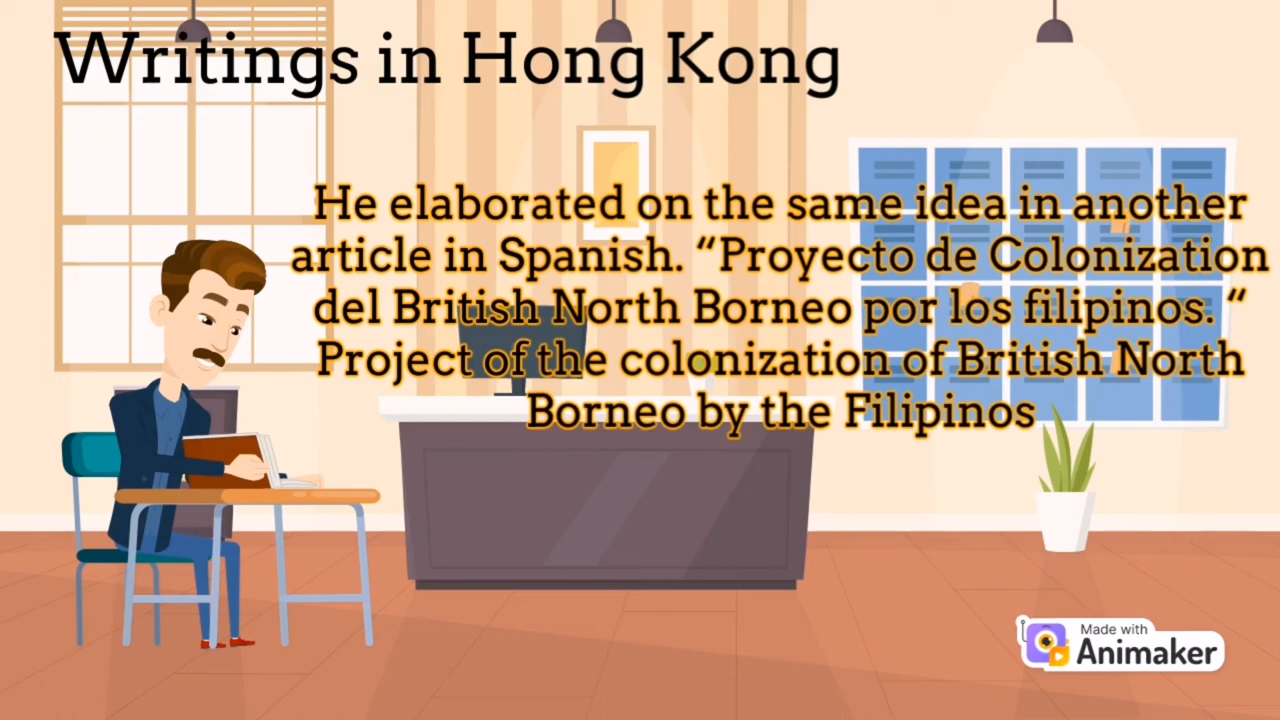 Writings in Hong Kong
He elaborated on the same idea in another
article in Spanish. “Proyecto de Colonization
del British North Borneo por los filipinos. “
Project of the colonization of British North
Borneo by the Filipinos
Made with
Animaker